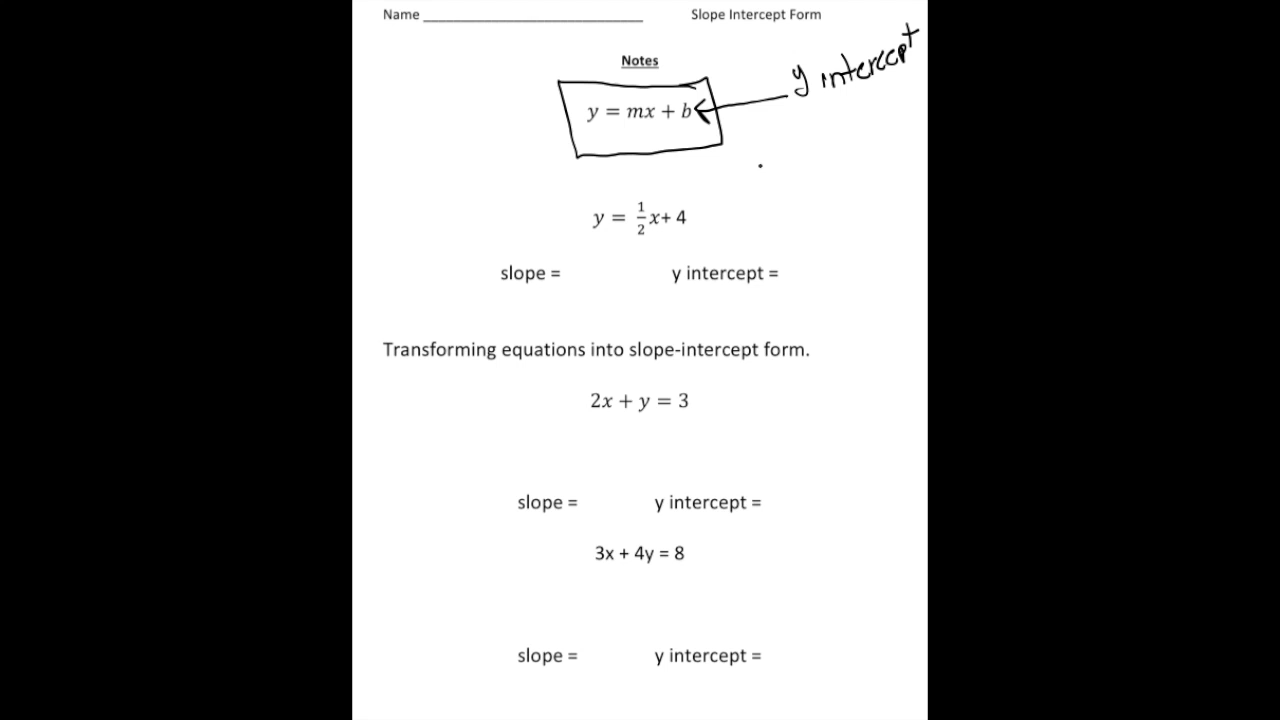 Name ____________________________ Slope Intercept Form
Notes
y intercept
y = mx + b
y = 1/2 x+ 4
slope = y intercept =
Transforming equations into slope-intercept form.
2x + y = 3
slope = y intercept =
3x + 4y = 8
slope = y intercept =